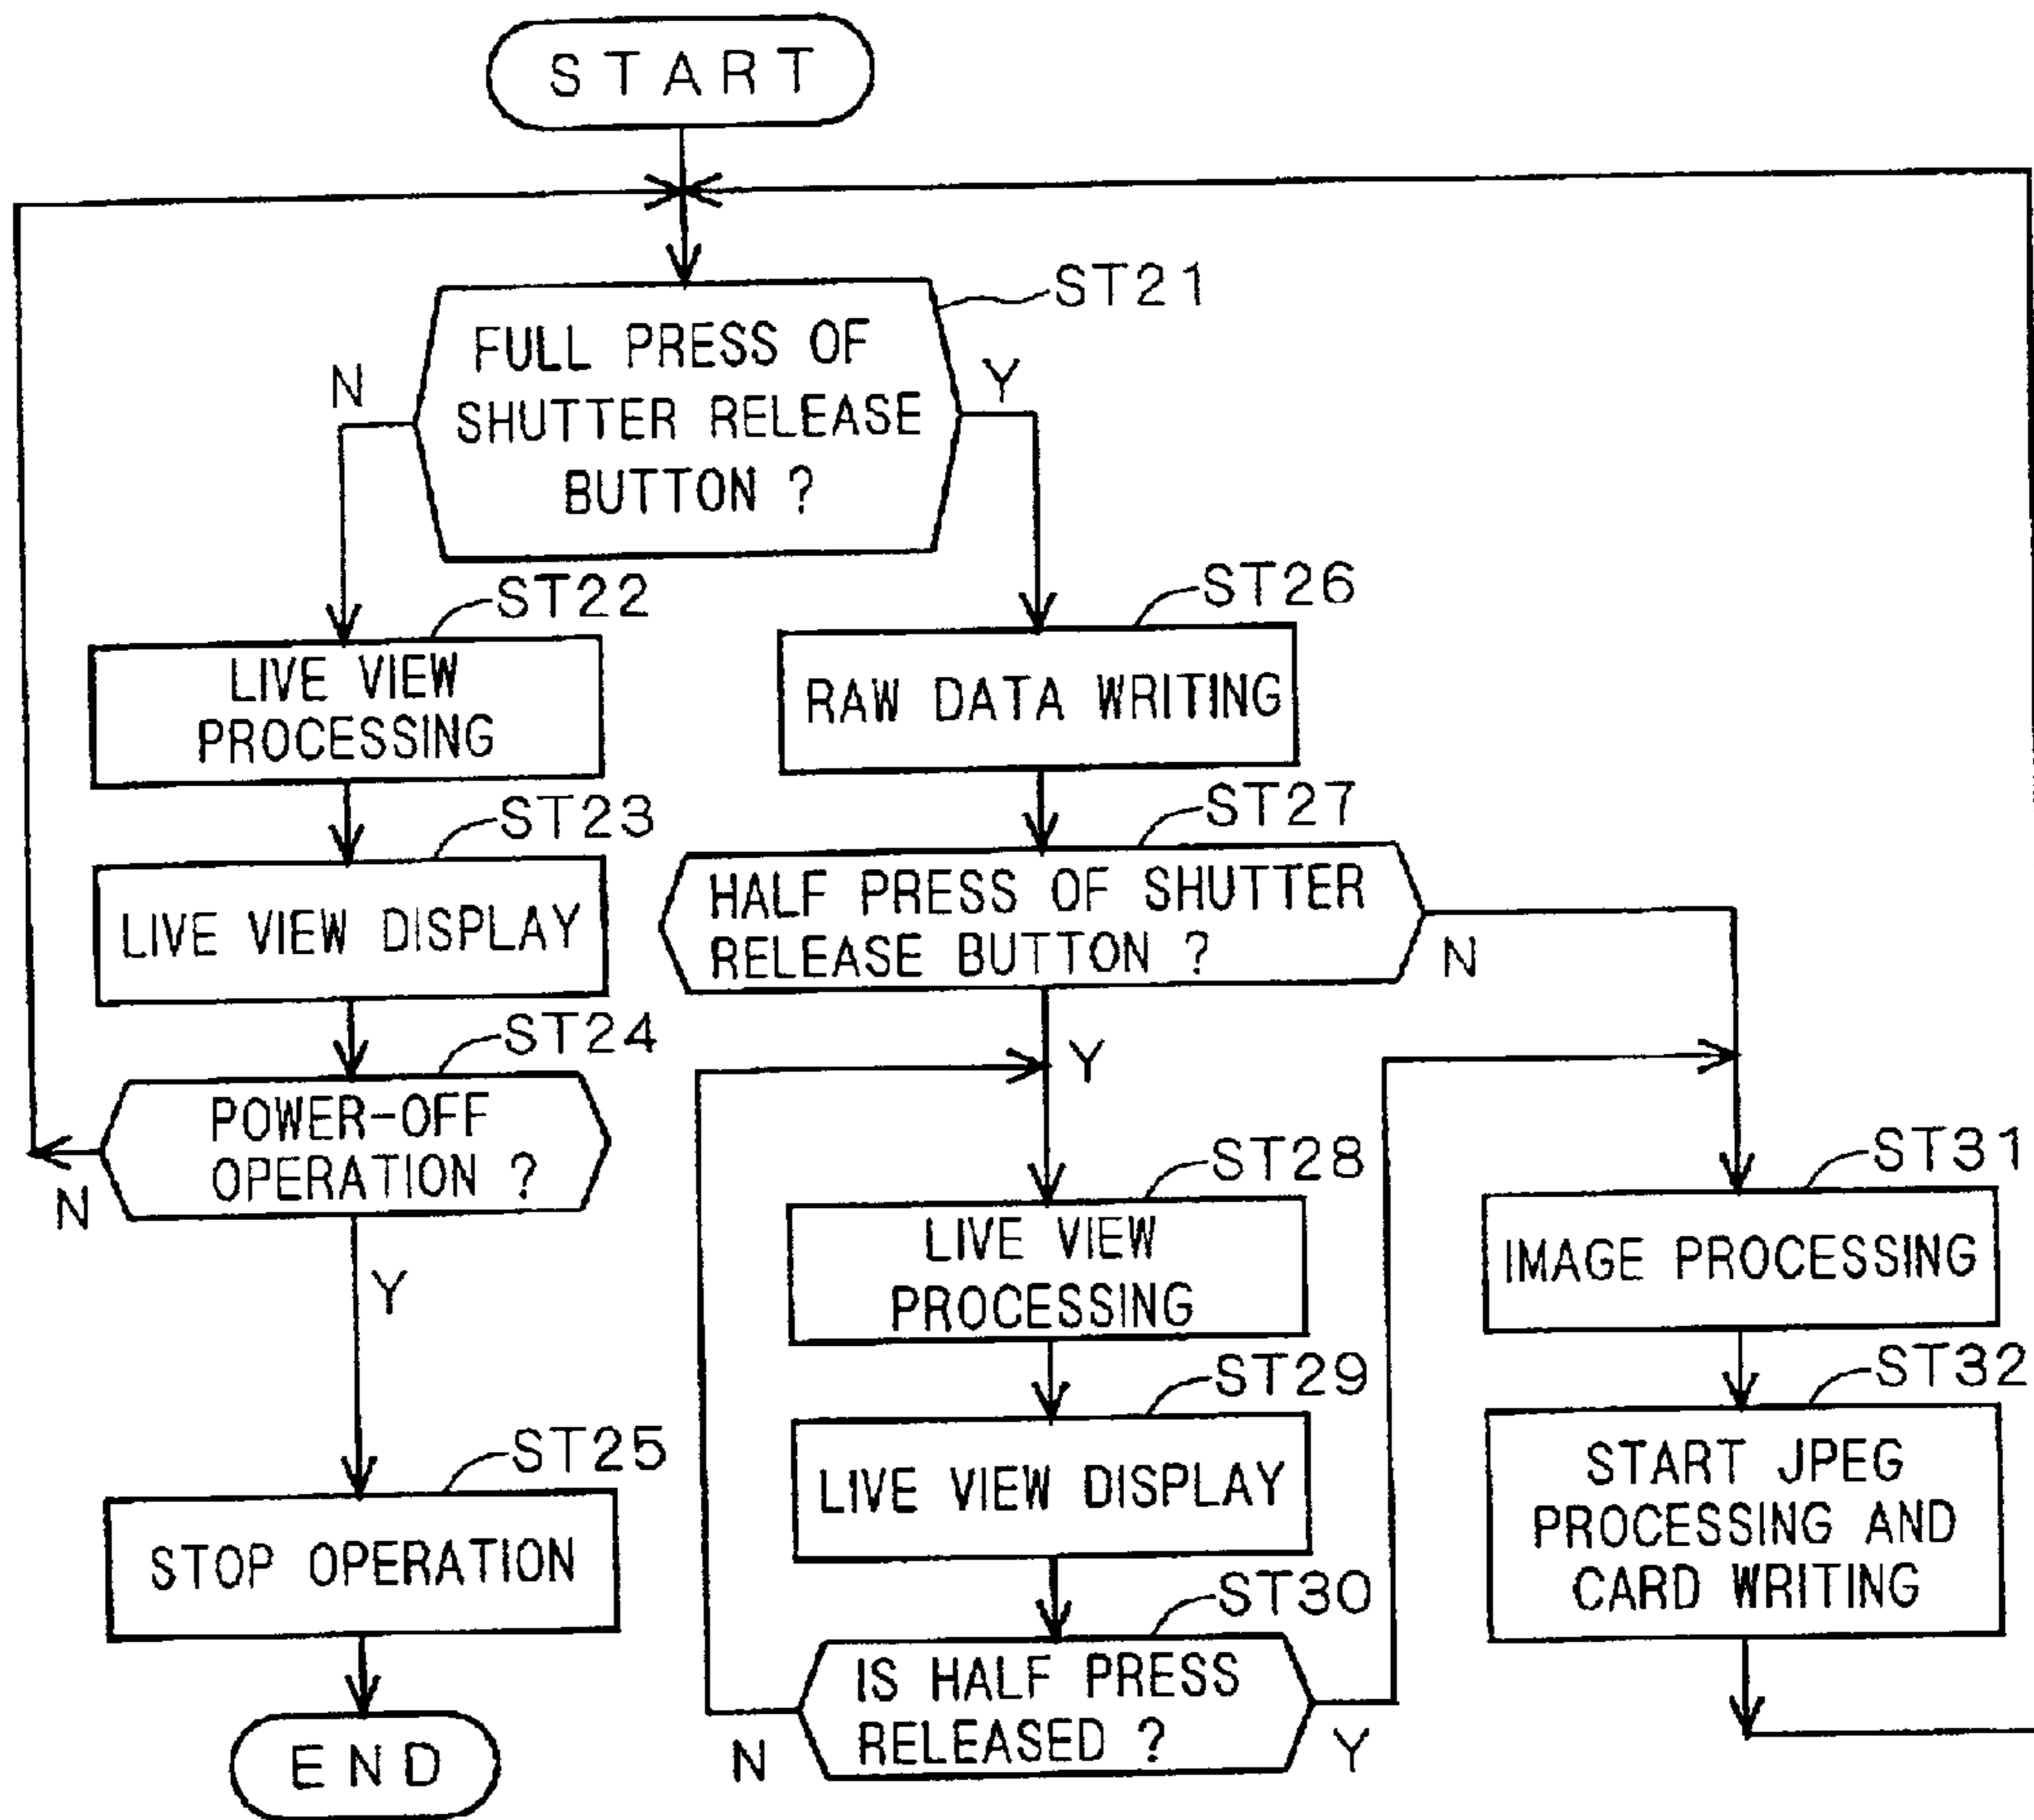 START
ST21
FULL PRESS OF
SHUTTER RELEASE
BUTTON ?
N
Y
ST22
LIVE VIEW
PROCESSING
ST23
LIVE VIEW DISPLAY
ST24
POWER-OFF
OPERATION ?
N
Y
ST25
STOP OPERATION
END
ST26
RAW DATA WRITING
ST27
HALF PRESS OF SHUTTER
RELEASE BUTTON ?
N
Y
ST28
LIVE VIEW
PROCESSING
ST29
LIVE VIEW DISPLAY
ST30
IS HALF PRESS
RELEASED ?
N
Y
ST31
IMAGE PROCESSING
ST32
START JPEG
PROCESSING AND
CARD WRITING